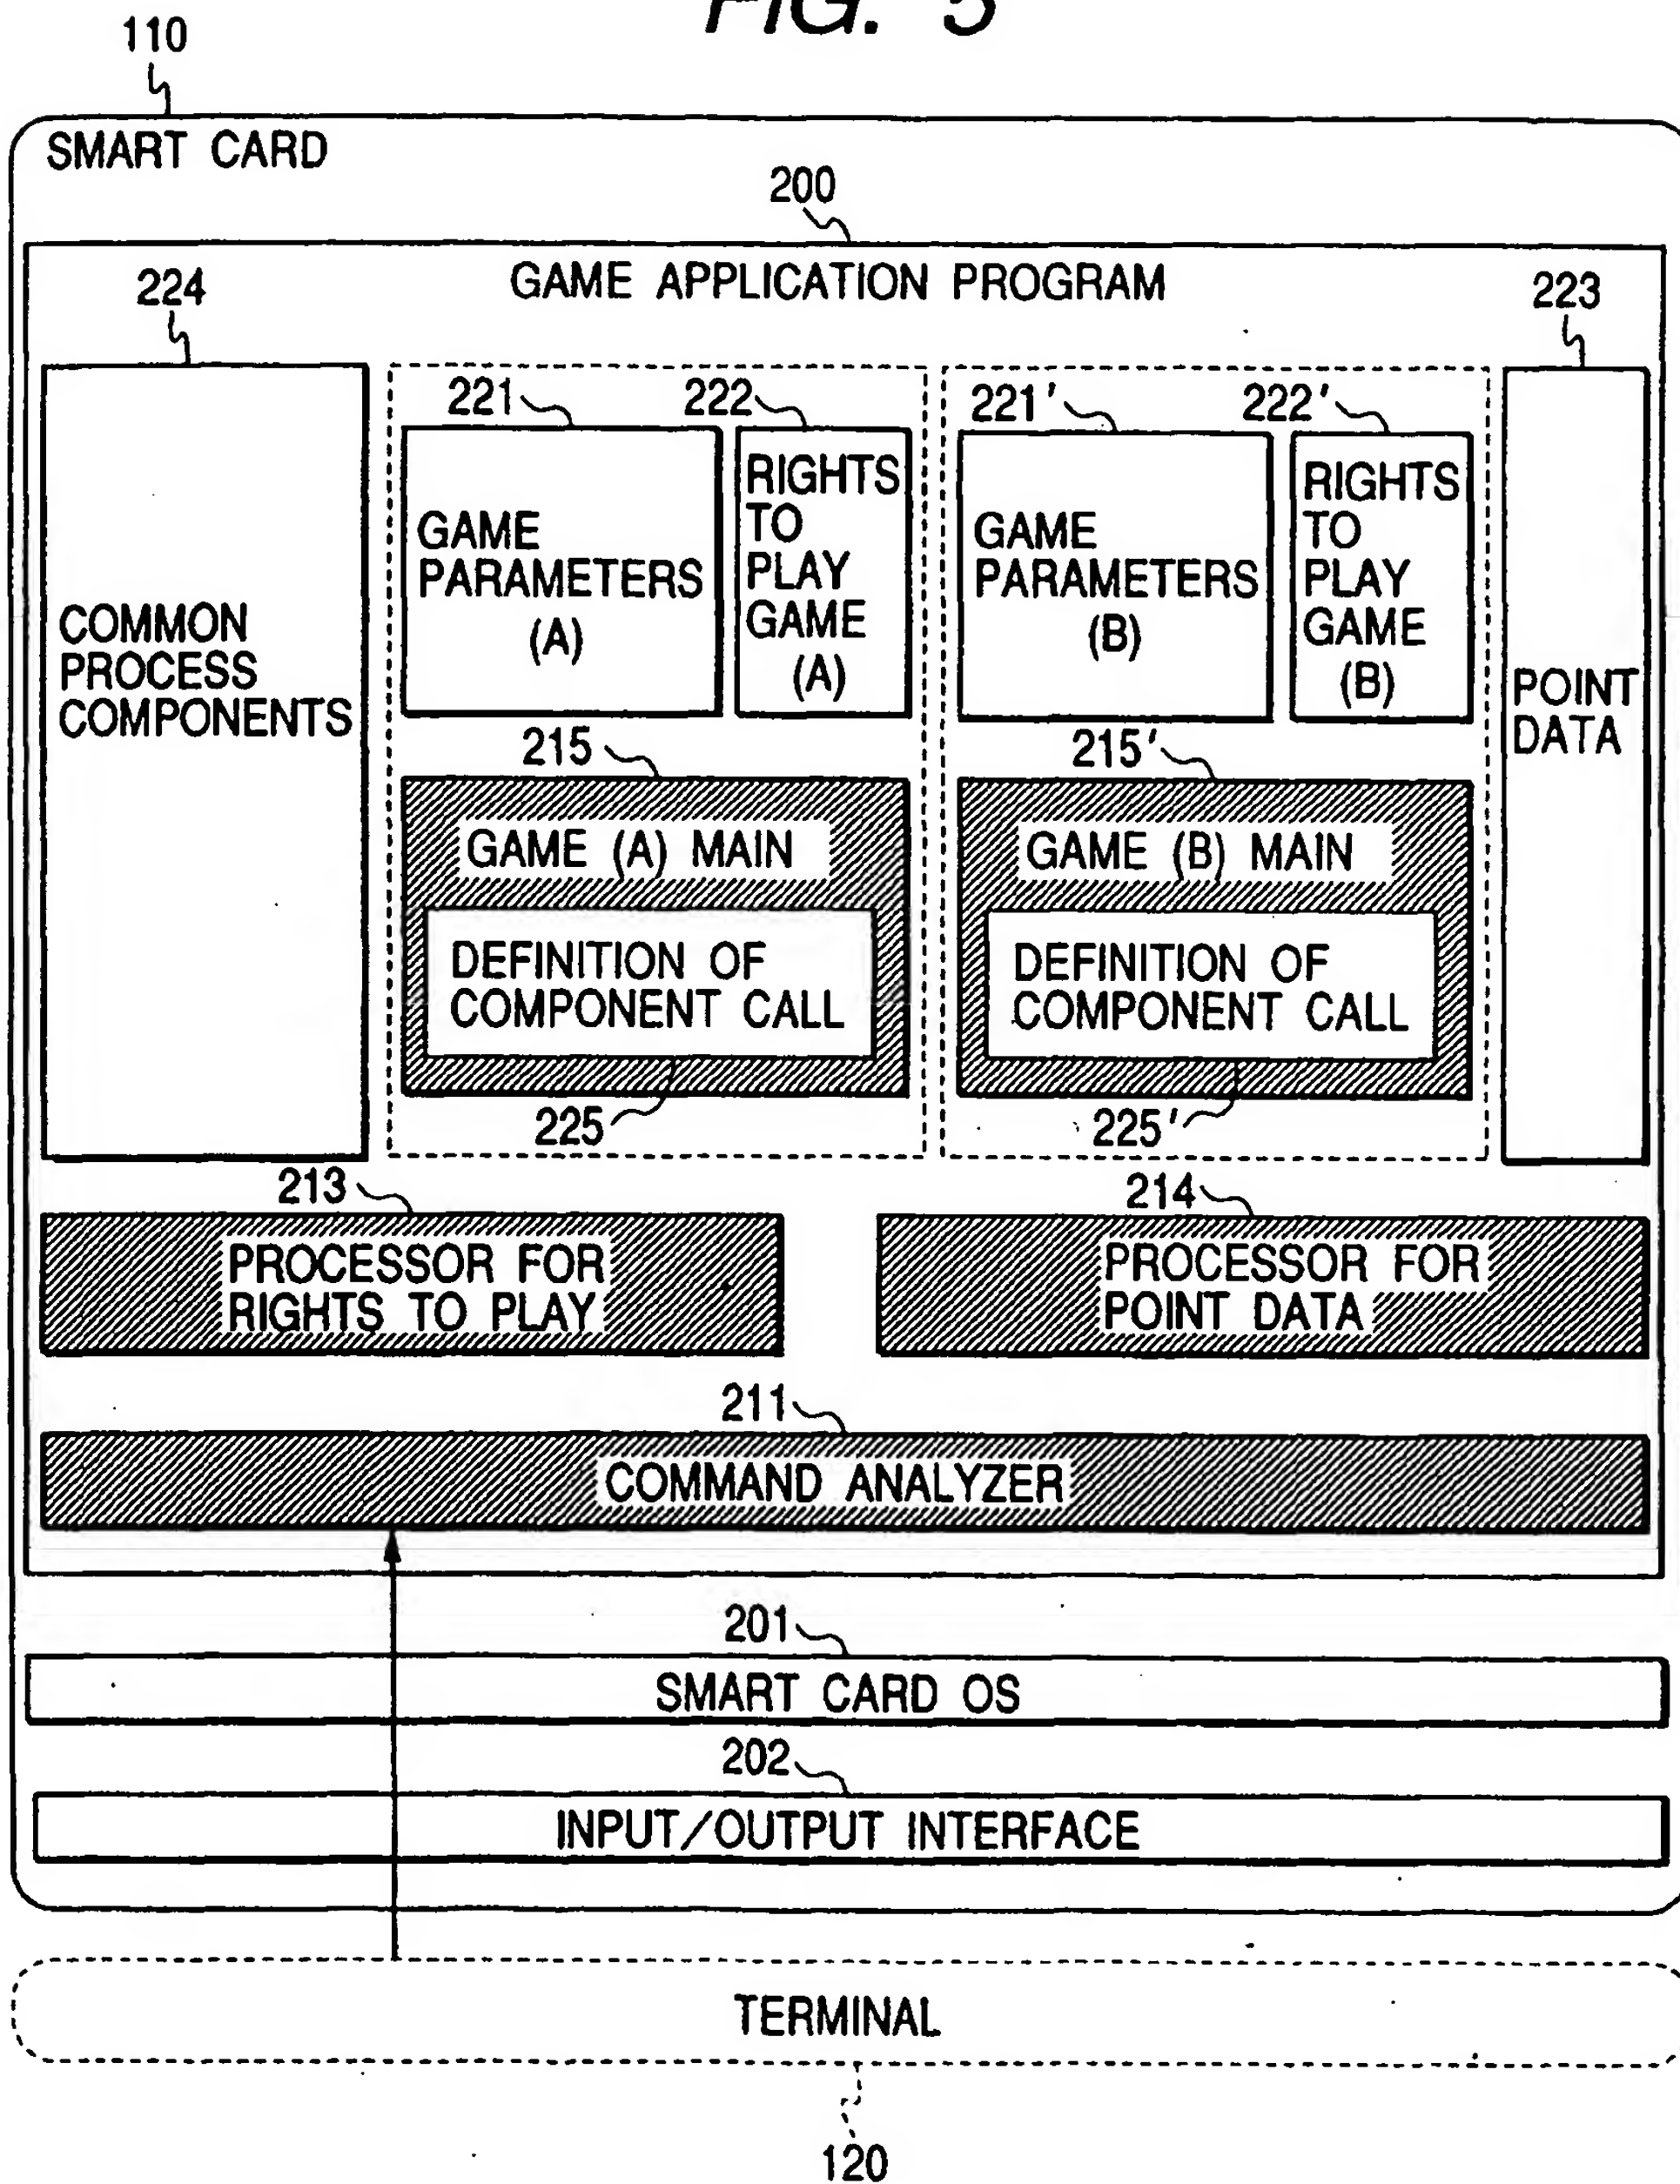 FIG. 5
110
SMART CARD
200
GAME APPLICATION PROGRAM
224
223
COMMON
PROCESS
COMPONENTS
221
222
GAME
PARAMETERS
(A)
RIGHTS
TO
PLAY
GAME
(A)
221'
222'
GAME
PARAMETERS
(B)
RIGHTS
TO
PLAY
GAME
(B)
POINT
DATA
215
GAME (A) MAIN
DEFINITION OF
COMPONENT CALL
225
215'
GAME (B) MAIN
DEFINITION OF
COMPONENT CALL
225'
213
PROCESSOR FOR
RIGHTS TO PLAY
214
PROCESSOR FOR
POINT DATA
211
COMMAND ANALYZER
201
SMART CARD OS
202
INPUT/OUTPUT INTERFACE
TERMINAL
120